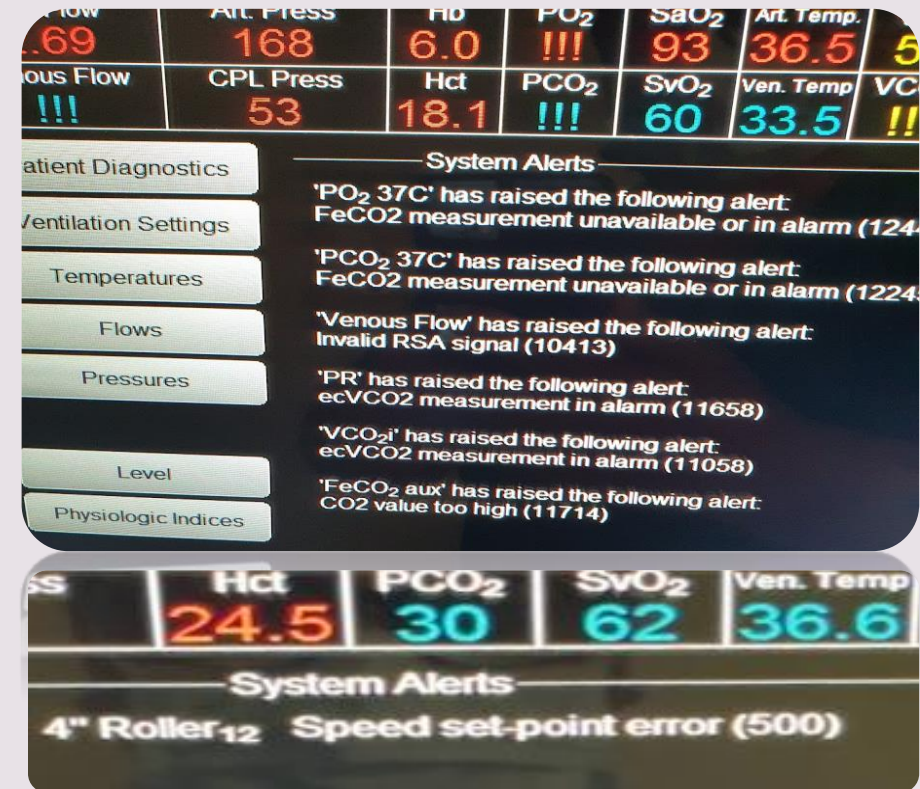 Art. Press Hb PO2 SaO2 Art. Temp.
.69 168 6.0 !!! 93 36.5 5
ous Flow CPL Press Hct PCO2 SvO2 Ven. Temp VC
!!! 53 18.1 !!! 60 33.5 !!
atient Diagnostics
System Alerts
'PO2 37C' has raised the following alert:
FeCO2 measurement unavailable or in alarm (124
Ventilation Settings
'PCO2 37C' has raised the following alert:
FeCO2 measurement unavailable or in alarm (1224
Temperatures
'Venous Flow' has raised the following alert:
Invalid RSA signal (10413)
Flows
'PR' has raised the following alert:
ecVCO2 measurement in alarm (11658)
Pressures
'VCO2i' has raised the following alert:
ecVCO2 measurement in alarm (11058)
Level
'FeCO2 aux' has raised the following alert:
CO2 value too high (11714)
Physiologic Indices
ss Hct PCO2 SvO2 Ven. Temp
24.5 30 62 36.6
System Alerts
4" Roller12 Speed set-point error (500)